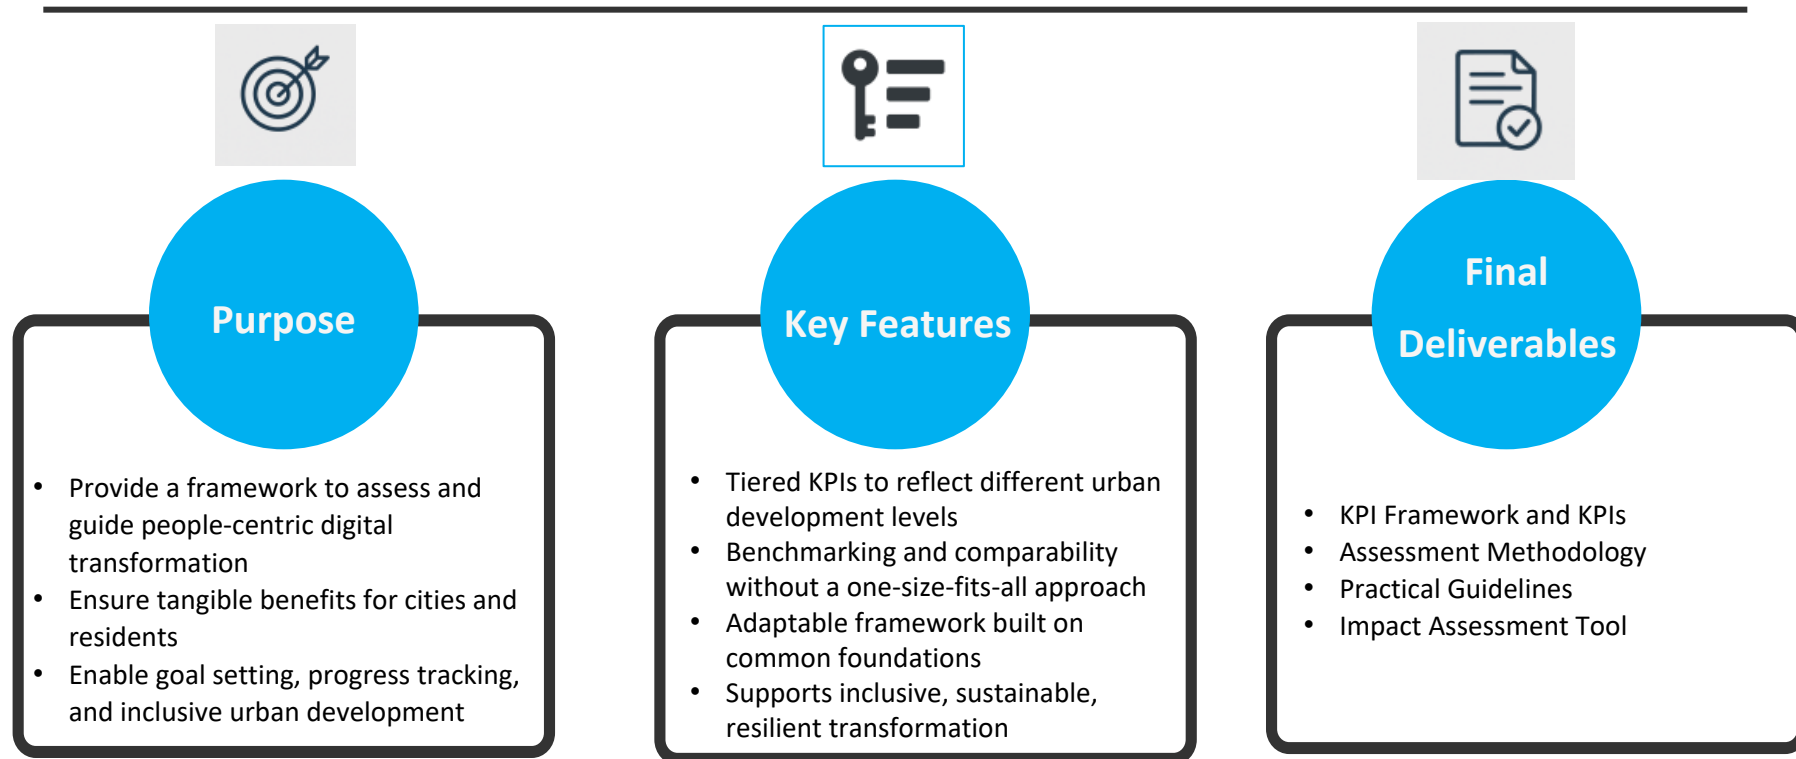 Purpose
• Provide a framework to assess and
guide people-centric digital
transformation
• Ensure tangible benefits for cities and
residents
• Enable goal setting, progress tracking,
and inclusive urban development
Key Features
• Tiered KPIs to reflect different urban
development levels
• Benchmarking and comparability
without a one-size-fits-all approach
• Adaptable framework built on
common foundations
• Supports inclusive, sustainable,
resilient transformation
Final
Deliverables
• KPI Framework and KPIs
• Assessment Methodology
• Practical Guidelines
• Impact Assessment Tool